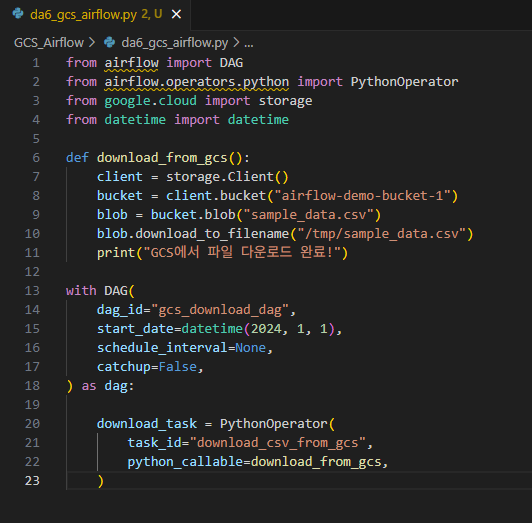 da6_gcs_airflow.py 2, U ×
GCS_Airflow > da6_gcs_airflow.py > ...
1 from airflow import DAG
2 from airflow.operators.python import PythonOperator
3 from google.cloud import storage
4 from datetime import datetime
5
6 def download_from_gcs():
7     client = storage.Client()
8     bucket = client.bucket("airflow-demo-bucket-1")
9     blob = bucket.blob("sample_data.csv")
10     blob.download_to_filename("/tmp/sample_data.csv")
11     print("GCS에서 파일 다운로드 완료!")
12
13 with DAG(
14     dag_id="gcs_download_dag",
15     start_date=datetime(2024, 1, 1),
16     schedule_interval=None,
17     catchup=False,
18 ) as dag:
19
20     download_task = PythonOperator(
21         task_id="download_csv_from_gcs",
22         python_callable=download_from_gcs,
23     )